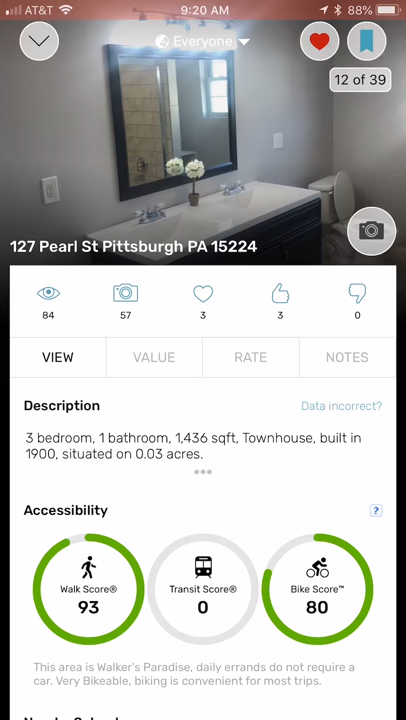 AT&T 9:20 AM 88%
Everyone
12 of 39
127 Pearl St Pittsburgh PA 15224
84 57 3 3 0
VIEW VALUE RATE NOTES
Description Data incorrect?
3 bedroom, 1 bathroom, 1,436 sqft, Townhouse, built in
1900, situated on 0.03 acres.
Accessibility ?
Walk Score® Transit Score® Bike Score™
93 0 80
This area is Walker's Paradise, daily errands do not require a
car. Very Bikeable, biking is convenient for most trips.